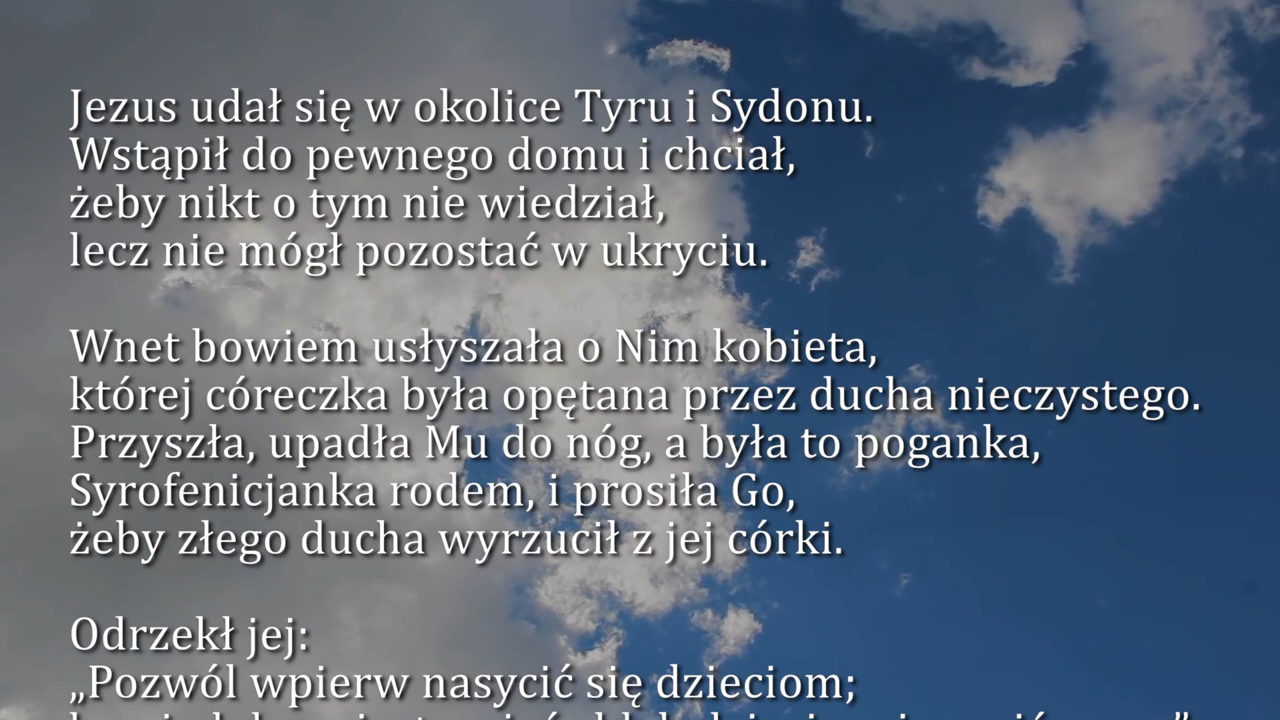 Jezus udał się w okolice Tyru i Sydonu.
Wstąpił do pewnego domu i chciał,
żeby nikt o tym nie wiedział,
lecz nie mógł pozostać w ukryciu.
Wnet bowiem usłyszała o Nim kobieta,
której córeczka była opętana przez ducha nieczystego.
Przyszła, upadła Mu do nóg, a była to poganka,
Syrofenicjanka rodem, i prosiła Go,
żeby złego ducha wyrzucił z jej córki.
Odrzekł jej:
„Pozwól wpierw nasycić się dzieciom;